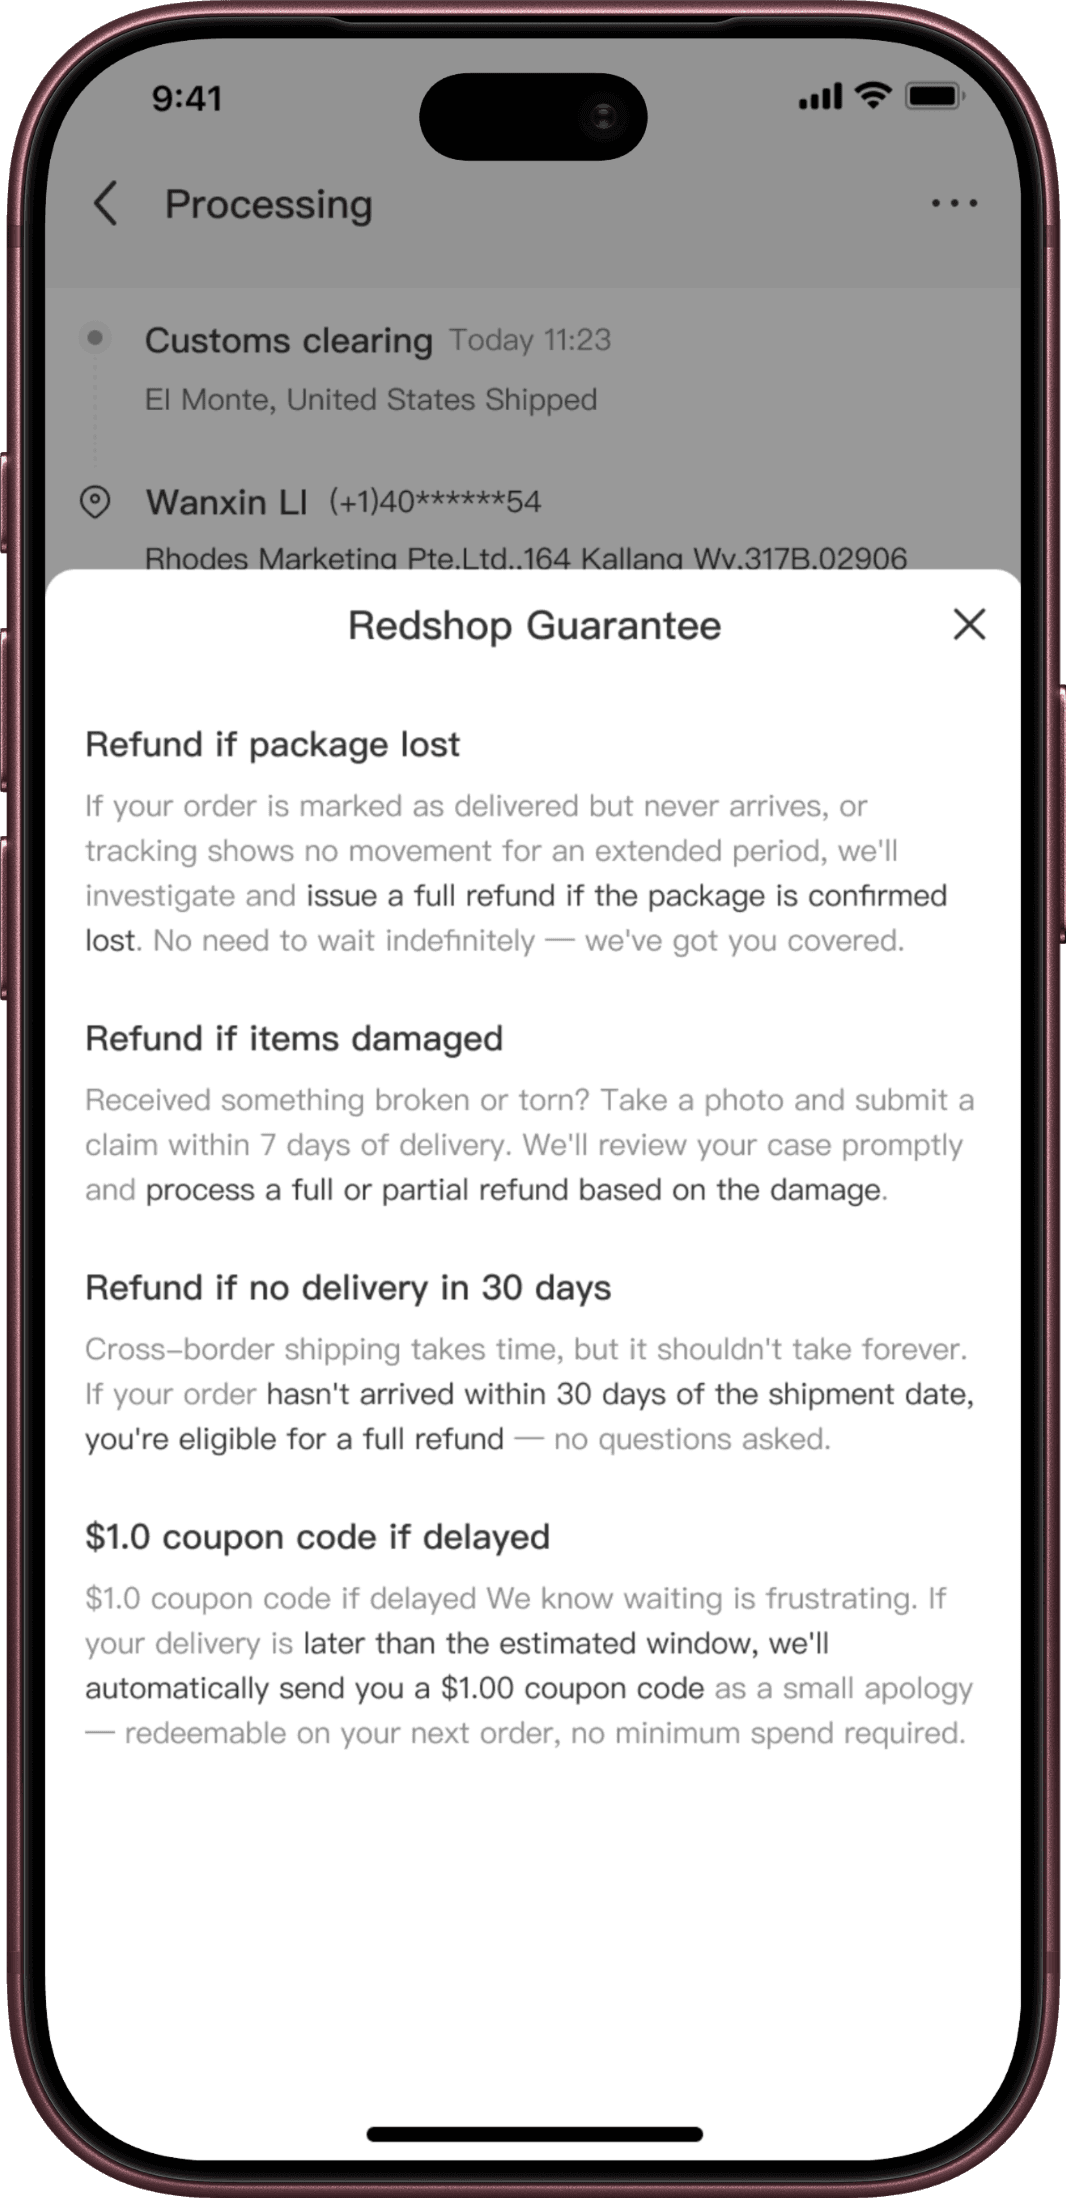 9:41
Processing
Customs clearing Today 11:23
El Monte, United States Shipped
Wanxin LI (+1)40******54
Rhodes Marketing Pte.Ltd.,164 Kallang Wy,317B,02906
Redshop Guarantee
Refund if package lost
If your order is marked as delivered but never arrives, or
tracking shows no movement for an extended period, we'll
investigate and issue a full refund if the package is confirmed
lost. No need to wait indefinitely — we've got you covered.
Refund if items damaged
Received something broken or torn? Take a photo and submit a
claim within 7 days of delivery. We'll review your case promptly
and process a full or partial refund based on the damage.
Refund if no delivery in 30 days
Cross–border shipping takes time, but it shouldn't take forever.
If your order hasn't arrived within 30 days of the shipment date,
you're eligible for a full refund — no questions asked.
$1.0 coupon code if delayed
$1.0 coupon code if delayed We know waiting is frustrating. If
your delivery is later than the estimated window, we'll
automatically send you a $1.00 coupon code as a small apology
— redeemable on your next order, no minimum spend required.